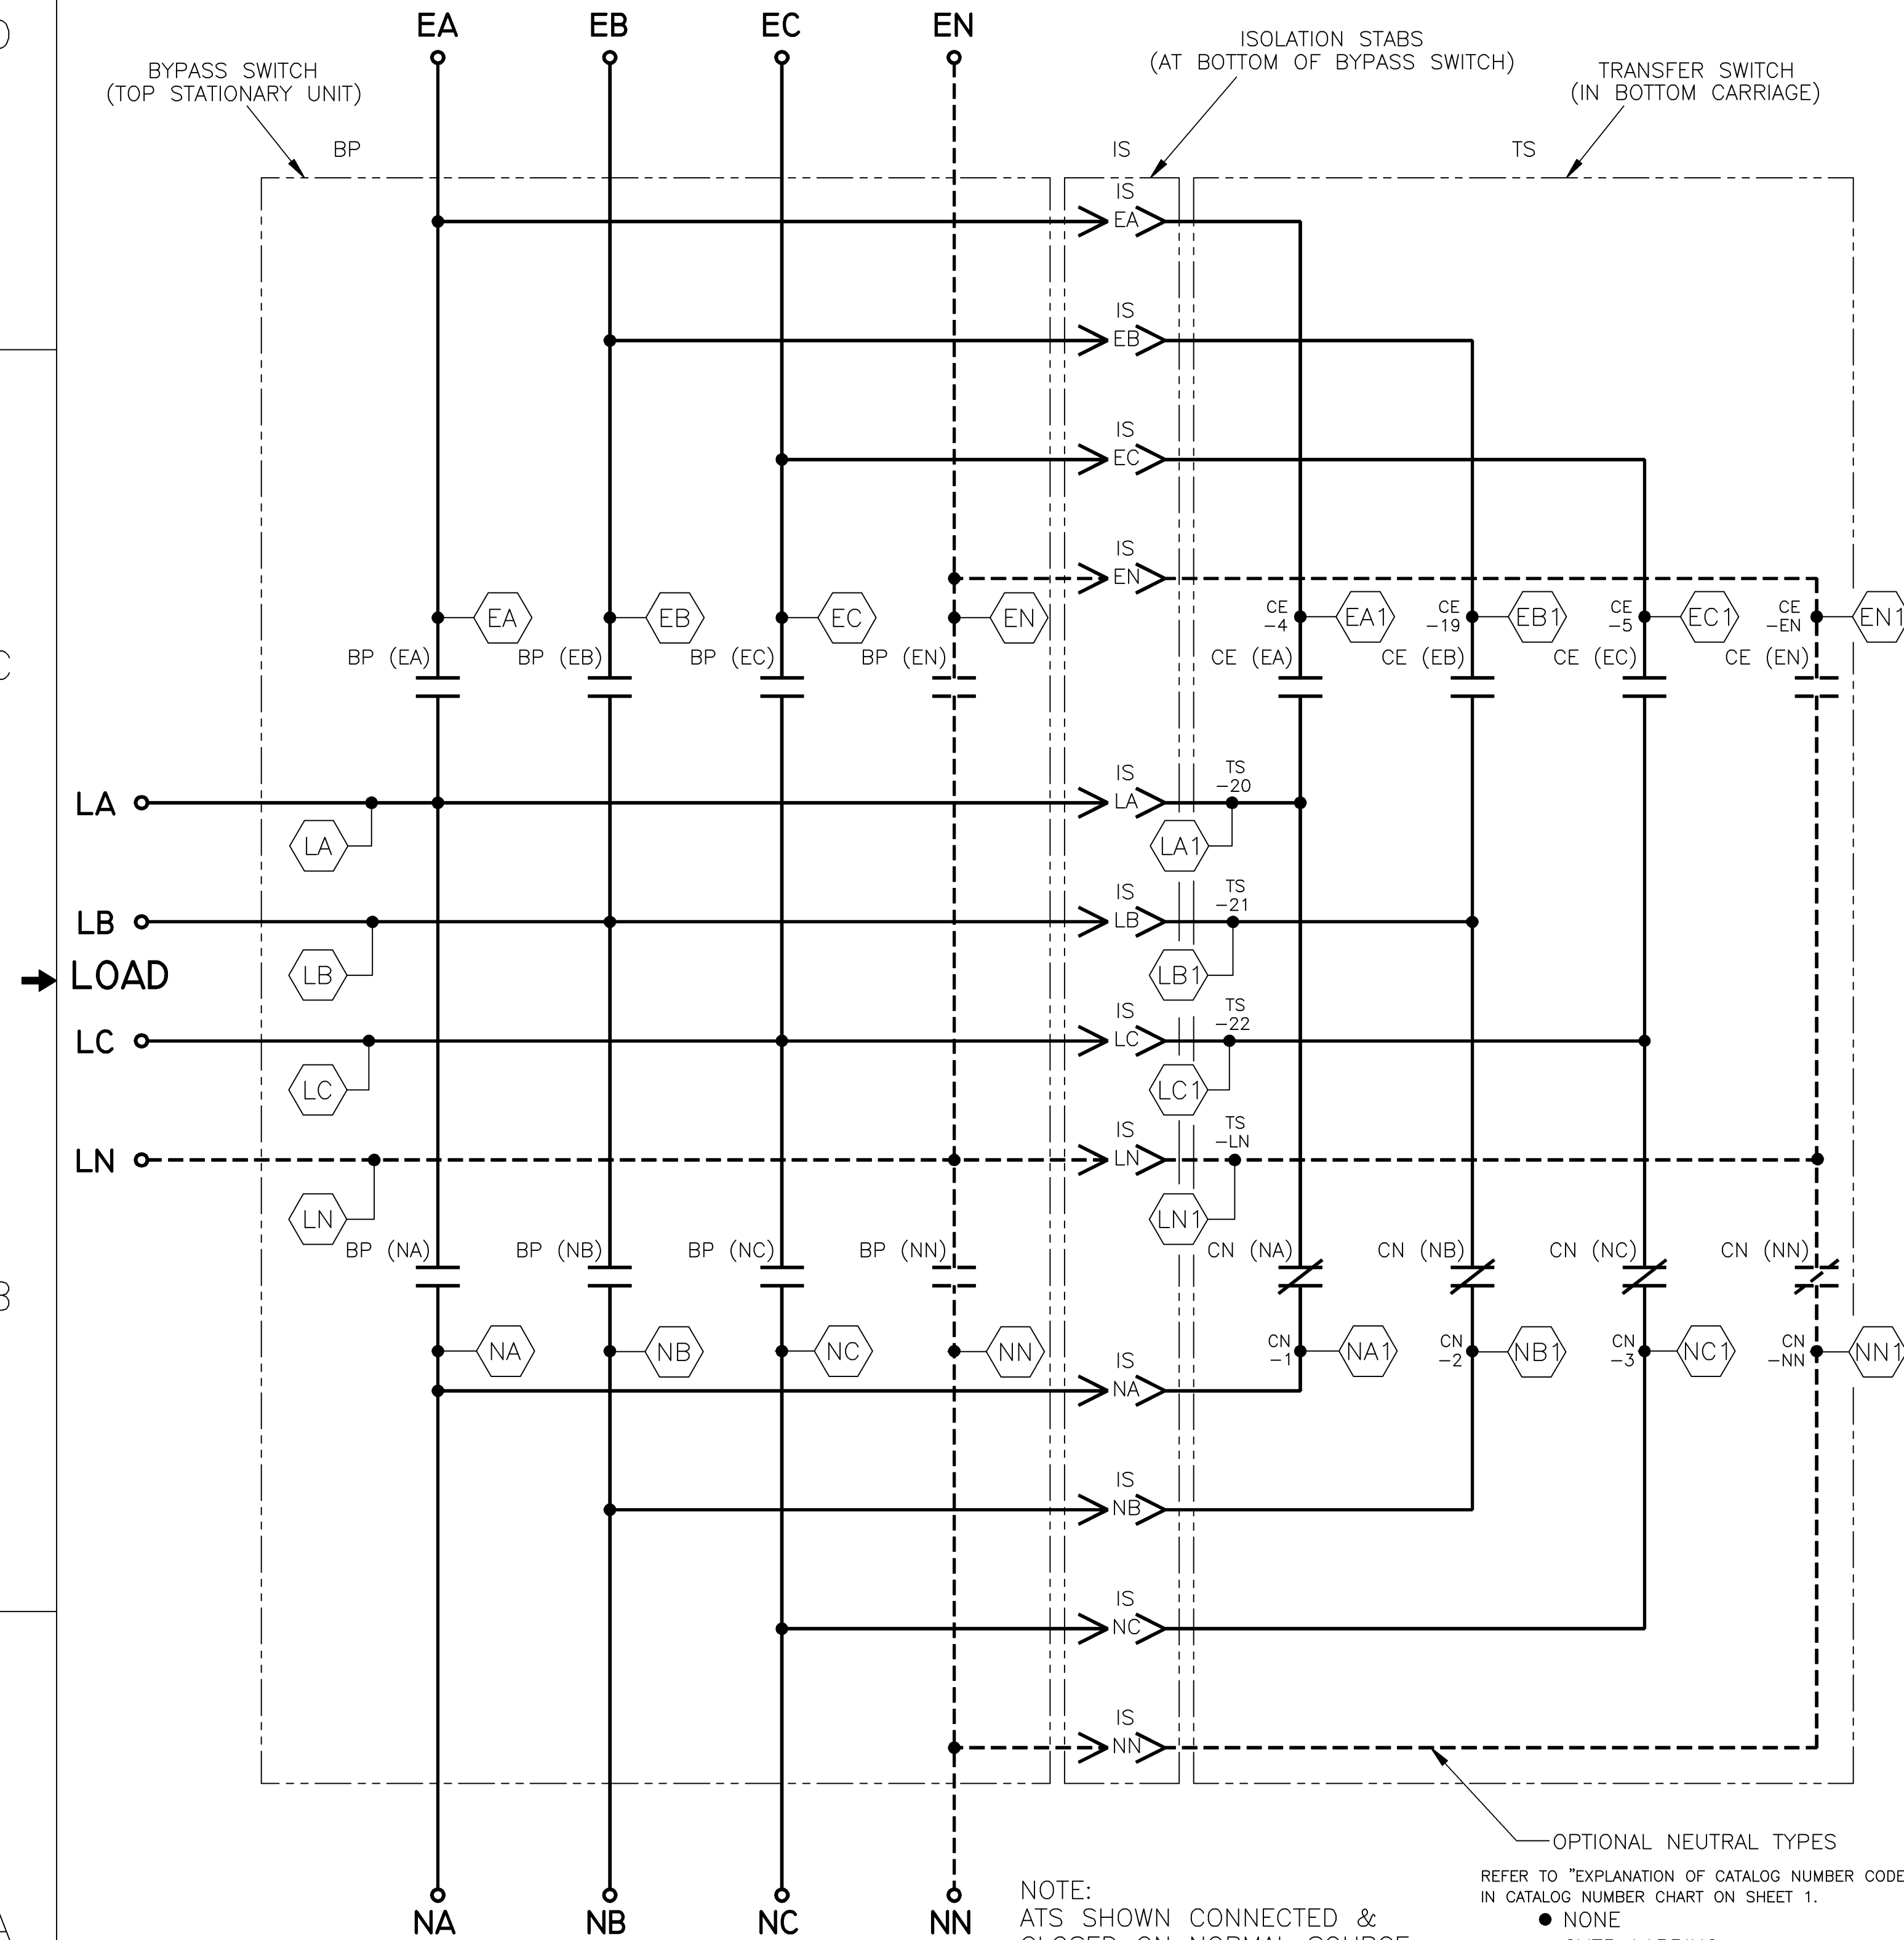 EA EB EC EN
ISOLATION STABS
(AT BOTTOM OF BYPASS SWITCH)
BYPASS SWITCH
(TOP STATIONARY UNIT)
TRANSFER SWITCH
(IN BOTTOM CARRIAGE)
BP IS TS
IS
EA
IS
EB
IS
EC
IS
EN
EA EB EC EN
CE
-4
EA1
CE
-19
EB1
CE
-5
EC1
CE
-EN
EN1
BP (EA) BP (EB) BP (EC) BP (EN) CE (EA) CE (EB) CE (EC) CE (EN)
IS
LA
TS
-20
LA
LA
LA1
IS
LB
TS
-21
LB
LB
LB1
LOAD
IS
LC
TS
-22
LC
LC
LC1
IS
LN
TS
-LN
LN
LN
LN1
BP (NA) BP (NB) BP (NC) BP (NN) CN (NA) CN (NB) CN (NC) CN (NN)
NA NB NC NN
CN
-1
NA1
CN
-2
NB1
CN
-3
NC1
CN
-NN
NN1
IS
NA
IS
NB
IS
NC
IS
NN
OPTIONAL NEUTRAL TYPES
REFER TO "EXPLANATION OF CATALOG NUMBER CODE
IN CATALOG NUMBER CHART ON SHEET 1.
● NONE
NA NB NC NN
NOTE:
ATS SHOWN CONNECTED &
CLOSED ON NORMAL SOURCE
B